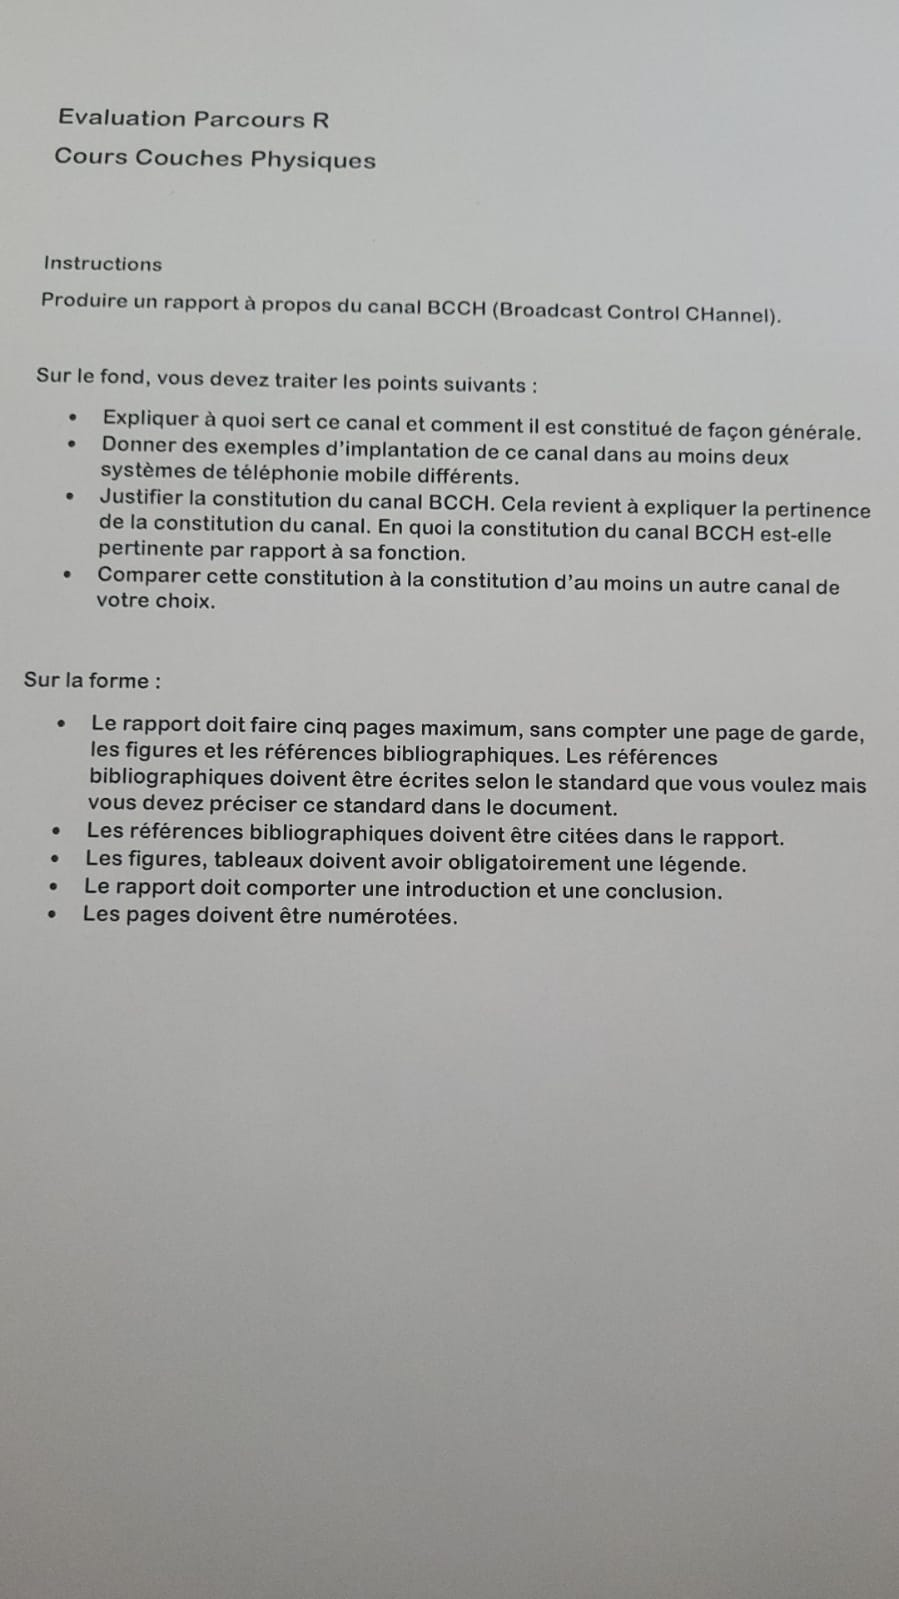 Evaluation Parcours R
Cours Couches Physiques
Instructions
Produire un rapport à propos du canal BCCH (Broadcast Control CHannel).
Sur le fond, vous devez traiter les points suivants :
• Expliquer à quoi sert ce canal et comment il est constitué de façon générale.
• Donner des exemples d'implantation de ce canal dans au moins deux
systèmes de téléphonie mobile différents.
• Justifier la constitution du canal BCCH. Cela revient à expliquer la pertinence
de la constitution du canal. En quoi la constitution du canal BCCH est-elle
pertinente par rapport à sa fonction.
• Comparer cette constitution à la constitution d'au moins un autre canal de
votre choix.
Sur la forme :
• Le rapport doit faire cinq pages maximum, sans compter une page de garde,
les figures et les références bibliographiques. Les références
bibliographiques doivent être écrites selon le standard que vous voulez mais
vous devez préciser ce standard dans le document.
• Les références bibliographiques doivent être citées dans le rapport.
• Les figures, tableaux doivent avoir obligatoirement une légende.
• Le rapport doit comporter une introduction et une conclusion.
• Les pages doivent être numérotées.